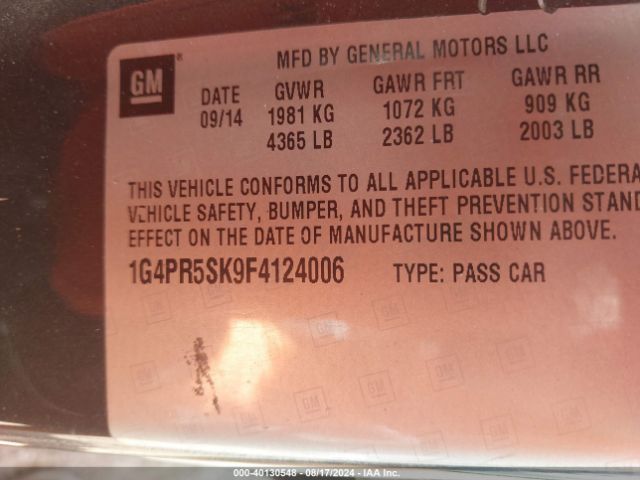 MFD BY GENERAL MOTORS LLC
GM ®
DATE GVWR GAWR FRT GAWR RR
09/14 1981 KG 1072 KG 909 KG
4365 LB 2362 LB 2003 LB
THIS VEHICLE CONFORMS TO ALL APPLICABLE U.S. FEDERA
VEHICLE SAFETY, BUMPER, AND THEFT PREVENTION STAND
EFFECT ON THE DATE OF MANUFACTURE SHOWN ABOVE.
1G4PR5SK9F4124006 TYPE: PASS CAR
000-40130548 - 08/17/2024 - IAA Inc.